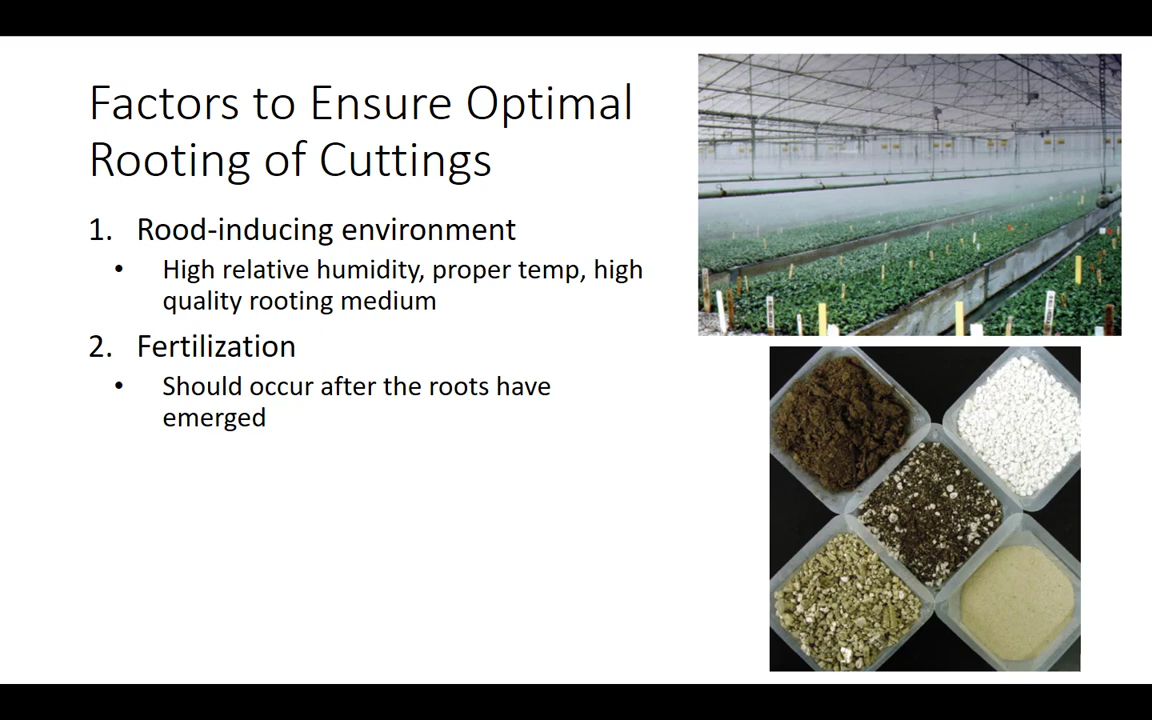 Factors to Ensure Optimal
Rooting of Cuttings
1. Rood-inducing environment
• High relative humidity, proper temp, high
quality rooting medium
2. Fertilization
• Should occur after the roots have
emerged